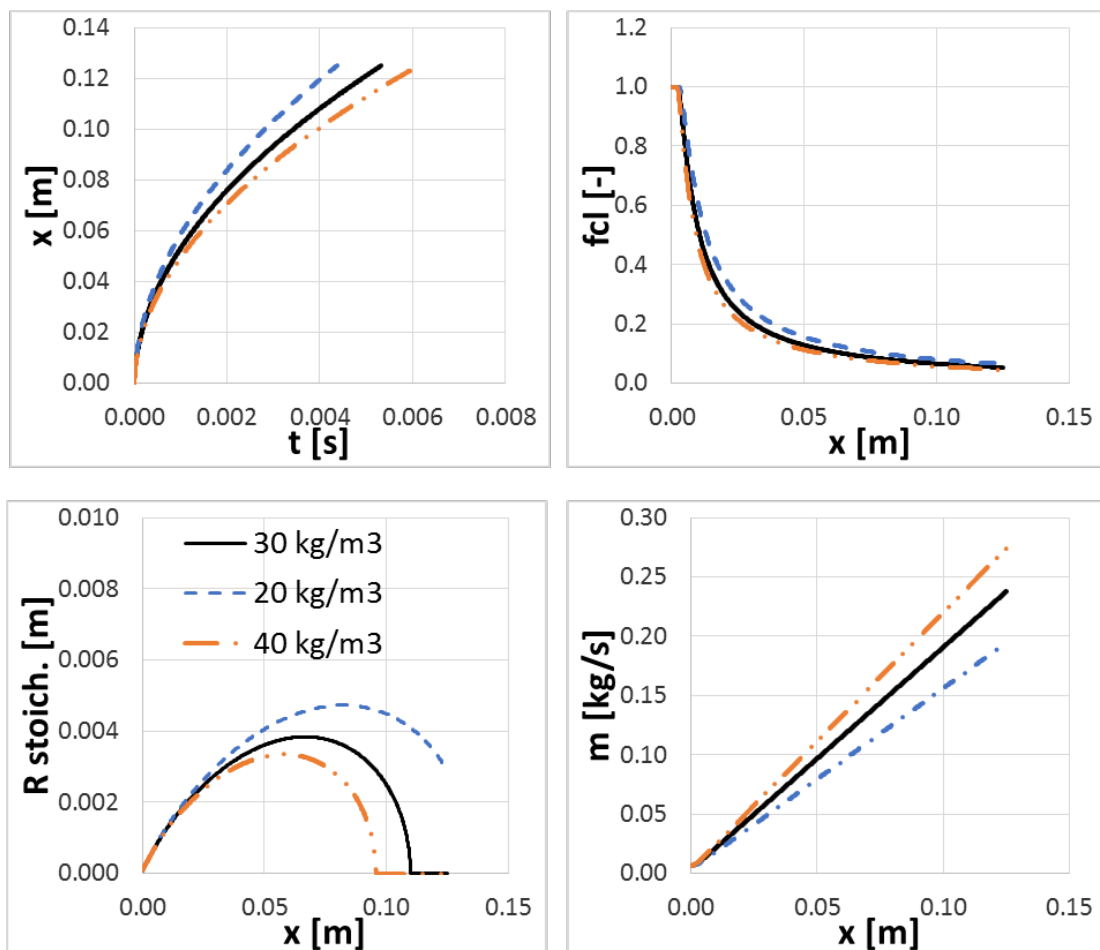 x [m]
0.14
0.12
0.10
0.08
0.06
0.04
0.02
0.00
0.000 0.002 0.004 0.006 0.008
t [s]
fcl [-]
1.2
1.0
0.8
0.6
0.4
0.2
0.0
0.00 0.05 0.10 0.15
x [m]
R stoich. [m]
0.010
0.008
0.006
0.004
0.002
0.000
30 kg/m3
20 kg/m3
40 kg/m3
0.00 0.05 0.10 0.15
x [m]
m [kg/s]
0.30
0.25
0.20
0.15
0.10
0.05
0.00
0.00 0.05 0.10 0.15
x [m]